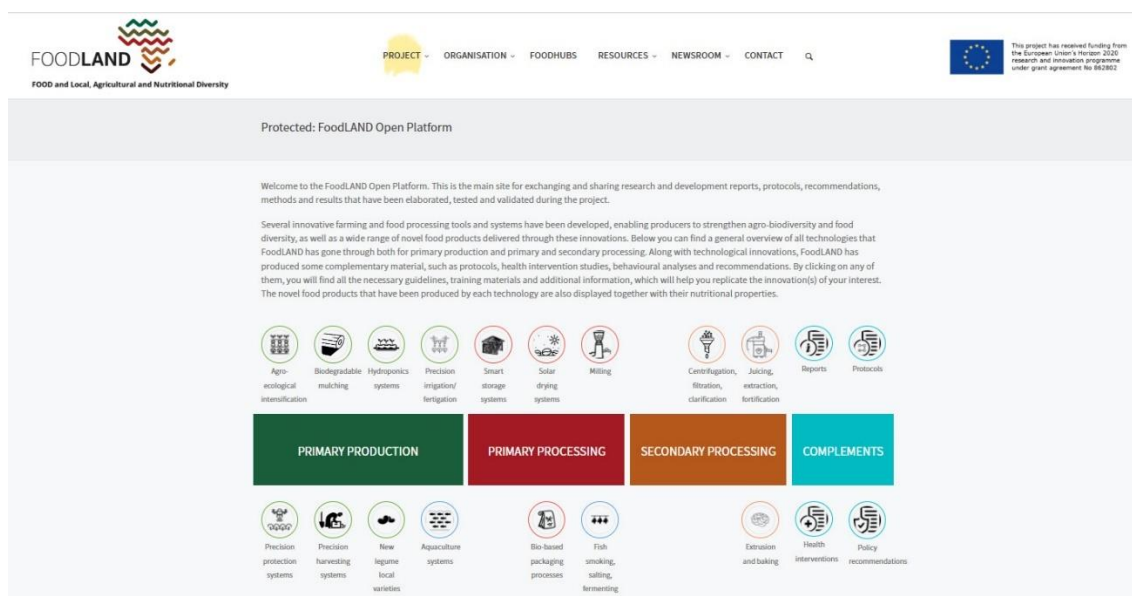 FOODLAND
FOOD and Local, Agricultural and Nutritional Diversity
PROJECT
ORGANISATION
FOODHUBS
RESOURCES
NEWSROOM
CONTACT
This project has received funding from
the European Union's Horizon 2020
research and innovation programme
under grant agreement No 862802
Protected: FoodLAND Open Platform
Welcome to the FoodLAND Open Platform. This is the main site for exchanging and sharing research and development reports, protocols, recommendations,
methods and results that have been elaborated, tested and validated during the project.
Several innovative farming and food processing tools and systems have been developed, enabling producers to strengthen agro-biodiversity and food
diversity, as well as a wide range of novel food products delivered through these innovations. Below you can find a general overview of all technologies that
FoodLAND has gone through both for primary production and primary and secondary processing. Along with technological innovations, FoodLAND has
produced some complementary material, such as protocols, health intervention studies, behavioural analyses and recommendations. By clicking on any of
them, you will find all the necessary guidelines, training materials and additional information, which will help you replicate the innovation(s) of your interest.
The novel food products that have been produced by each technology are also displayed together with their nutritional properties.
Agro-
ecological
intensification
Biodegradable
mulching
Hydroponics
systems
Precision
irrigation/
fertigation
Smart
storage
systems
Solar
drying
systems
Milling
Centrifugation,
filtration,
clarification
Juicing,
extraction,
fortification
Reports
Protocols
PRIMARY PRODUCTION
PRIMARY PROCESSING
SECONDARY PROCESSING
COMPLEMENTS
Precision
protection
systems
Precision
harvesting
systems
New
legume
local
varieties
Aquaculture
systems
Bio-based
packaging
processes
Fish
smoking,
salting,
fermenting
Extrusion
and baking
Health
interventions
Policy
recommendations